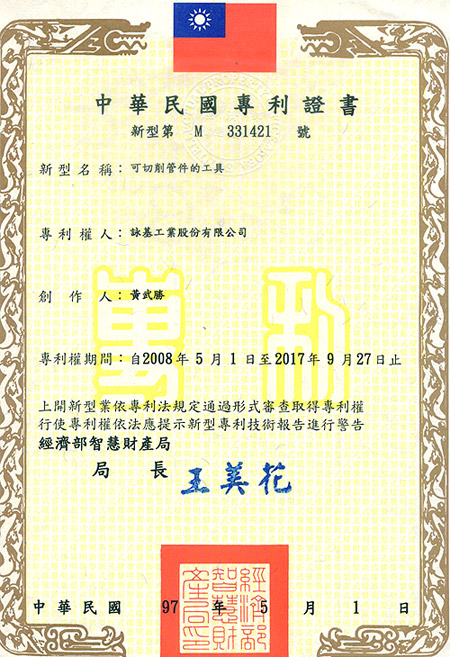 中華民國專利證書
新型第 M 331421 號
新型名稱：可切削管件的工具
專利權人：詠基工業股份有限公司
創作人：黃武勝
專利權期間：自2008年5月1日至2017年9月27日止
上開新型業依專利法規定通過形式審查取得專利權
行使專利權依法應提示新型專利技術報告進行警告
經濟部智慧財產局
局長 王美花
經濟部
智慧財
產局印
中華民國 97 年 5 月 1 日